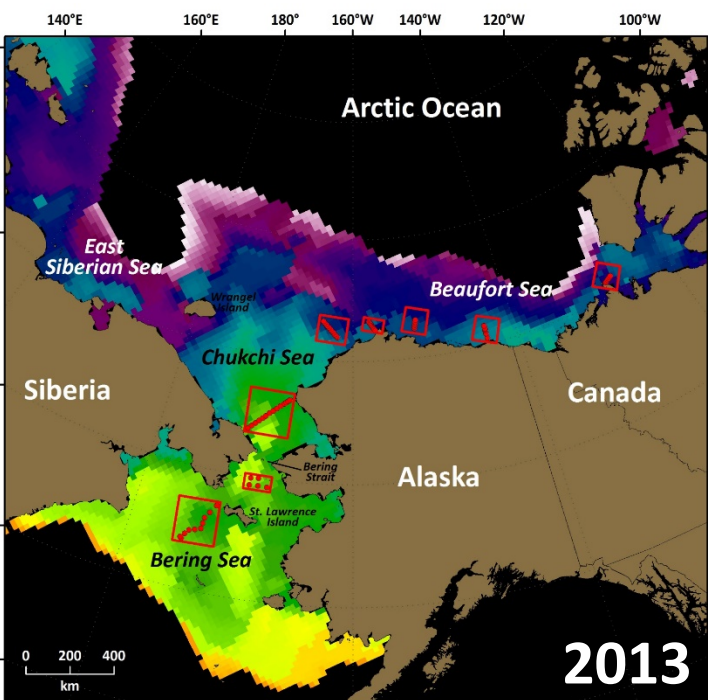 140°E 160°E 180° 160°W 140°W 120°W 100°W
Arctic Ocean
East
Siberian Sea
Beaufort Sea
Wrangel
Island
Chukchi Sea
Siberia
Canada
Bering
Strait
Alaska
St. Lawrence
Island
Bering Sea
0 200 400
km
2013